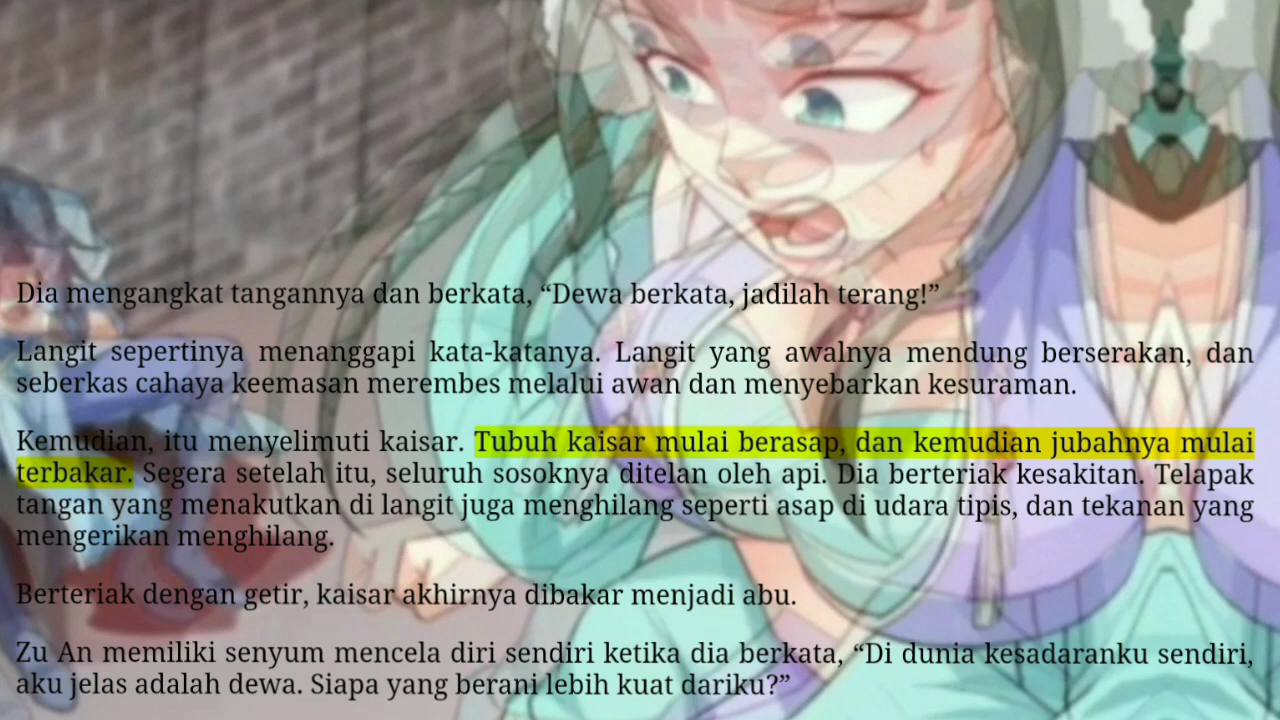 Dia mengangkat tangannya dan berkata, “Dewa berkata, jadilah terang!”
Langit sepertinya menanggapi kata-katanya. Langit yang awalnya mendung berserakan, dan
seberkas cahaya keemasan merembes melalui awan dan menyebarkan kesuraman.
Kemudian, itu menyelimuti kaisar. Tubuh kaisar mulai berasap, dan kemudian jubahnya mulai
terbakar. Segera setelah itu, seluruh sosoknya ditelan oleh api. Dia berteriak kesakitan. Telapak
tangan yang menakutkan di langit juga menghilang seperti asap di udara tipis, dan tekanan yang
mengerikan menghilang.
Berteriak dengan getir, kaisar akhirnya dibakar menjadi abu.
Zu An memiliki senyum mencela diri sendiri ketika dia berkata, “Di dunia kesadaranku sendiri,
aku jelas adalah dewa. Siapa yang berani lebih kuat dariku?”